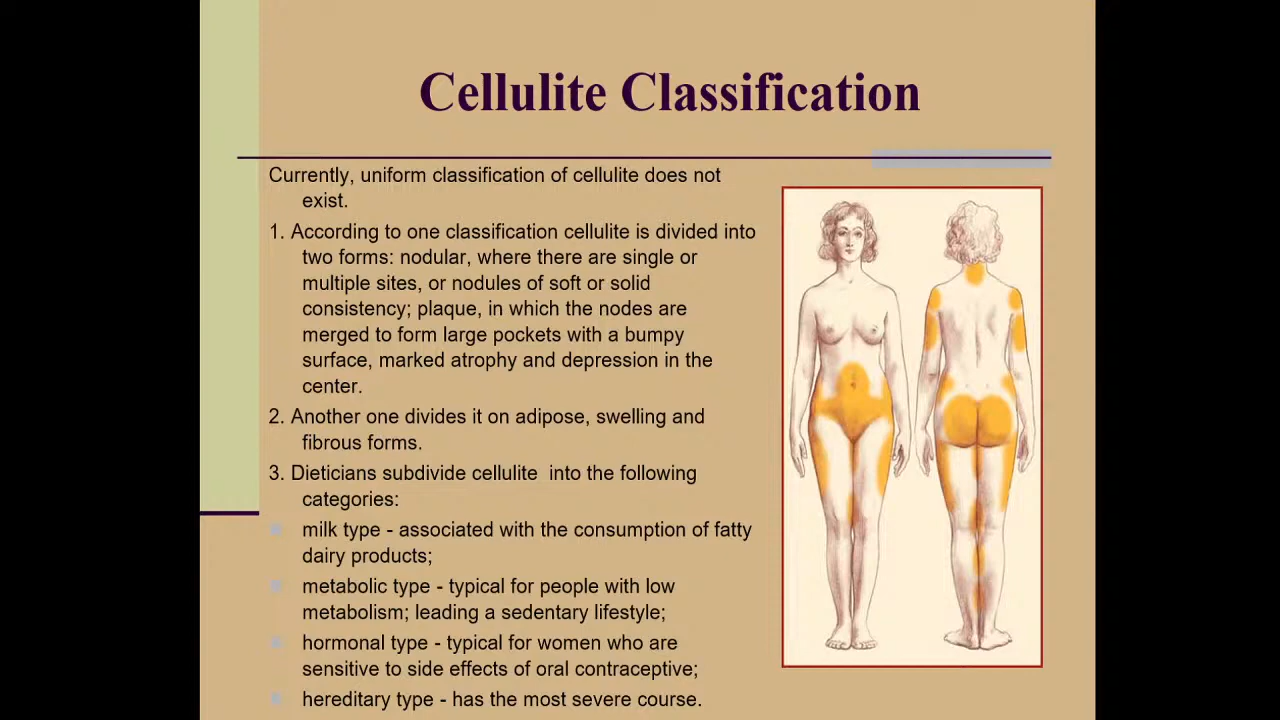 Cellulite Classification
Currently, uniform classification of cellulite does not
exist.
1. According to one classification cellulite is divided into
two forms: nodular, where there are single or
multiple sites, or nodules of soft or solid
consistency; plaque, in which the nodes are
merged to form large pockets with a bumpy
surface, marked atrophy and depression in the
center.
2. Another one divides it on adipose, swelling and
fibrous forms.
3. Dieticians subdivide cellulite  into the following
categories:
milk type - associated with the consumption of fatty
dairy products;
metabolic type - typical for people with low
metabolism; leading a sedentary lifestyle;
hormonal type - typical for women who are
sensitive to side effects of oral contraceptive;
hereditary type - has the most severe course.